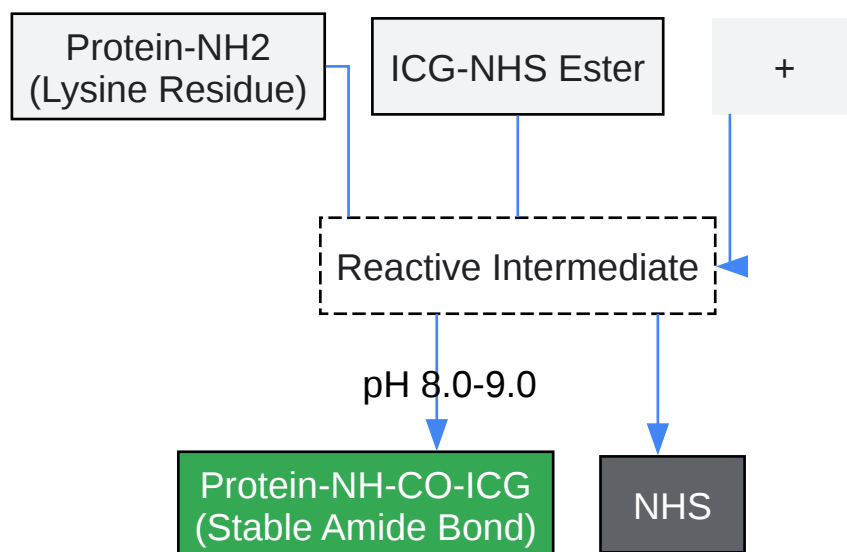 Protein-NH2
(Lysine Residue)
ICG-NHS Ester
+
Reactive Intermediate
pH 8.0-9.0
Protein-NH-CO-ICG
(Stable Amide Bond)
NHS